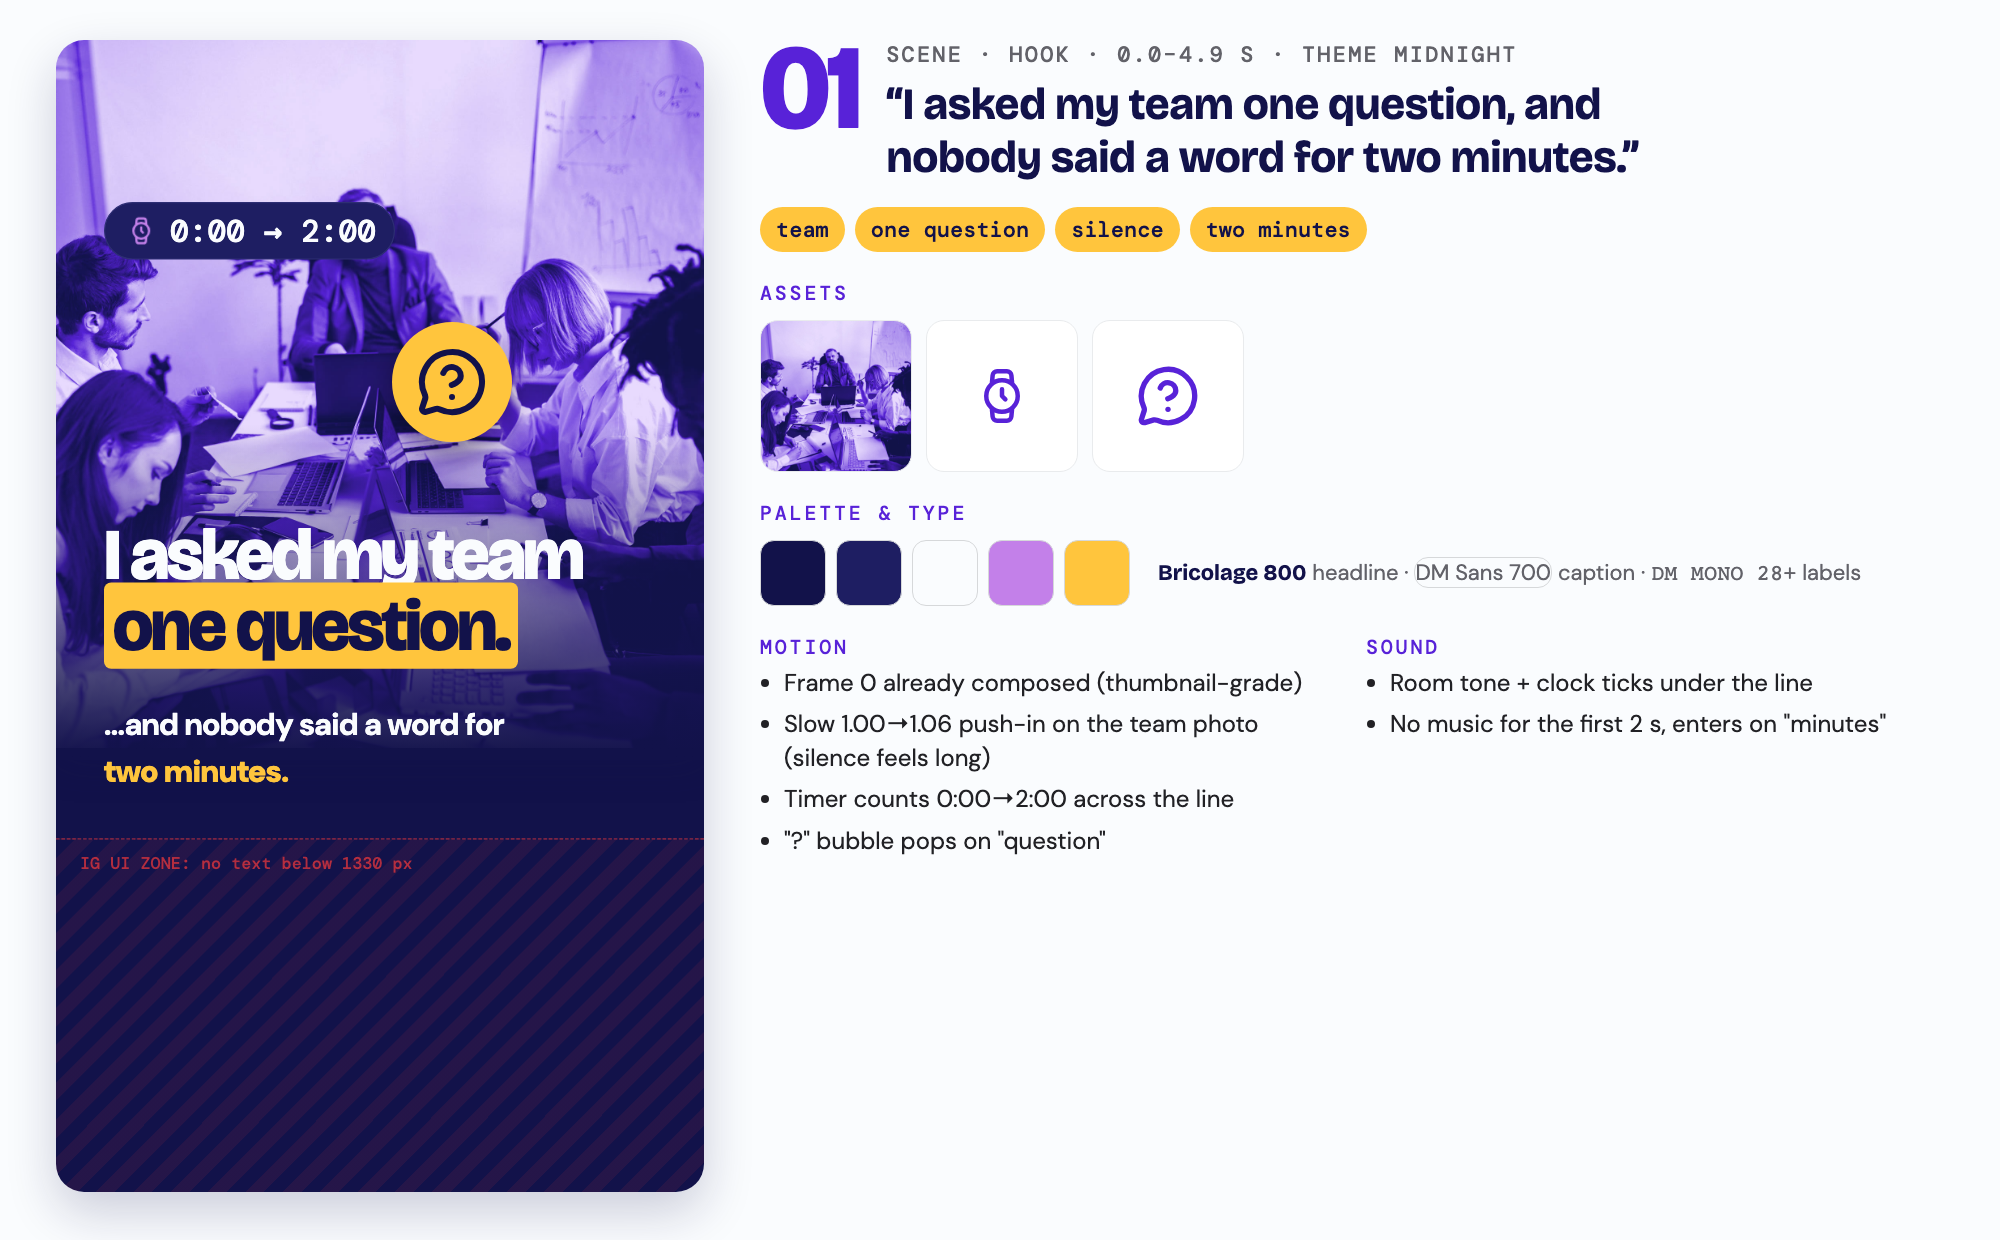 0:00 → 2:00
I asked my team
one question.
...and nobody said a word for
two minutes.
IG UI ZONE: no text below 1330 px
01
SCENE · HOOK · 0.0–4.9 S · THEME MIDNIGHT
“I asked my team one question, and
nobody said a word for two minutes.”
team
one question
silence
two minutes
ASSETS
PALETTE & TYPE
Bricolage 800 headline · DM Sans 700 caption · DM MONO 28+ labels
MOTION
• Frame 0 already composed (thumbnail-grade)
• Slow 1.00→1.06 push-in on the team photo
(silence feels long)
• Timer counts 0:00→2:00 across the line
• "?" bubble pops on "question"
SOUND
• Room tone + clock ticks under the line
• No music for the first 2 s, enters on "minutes"